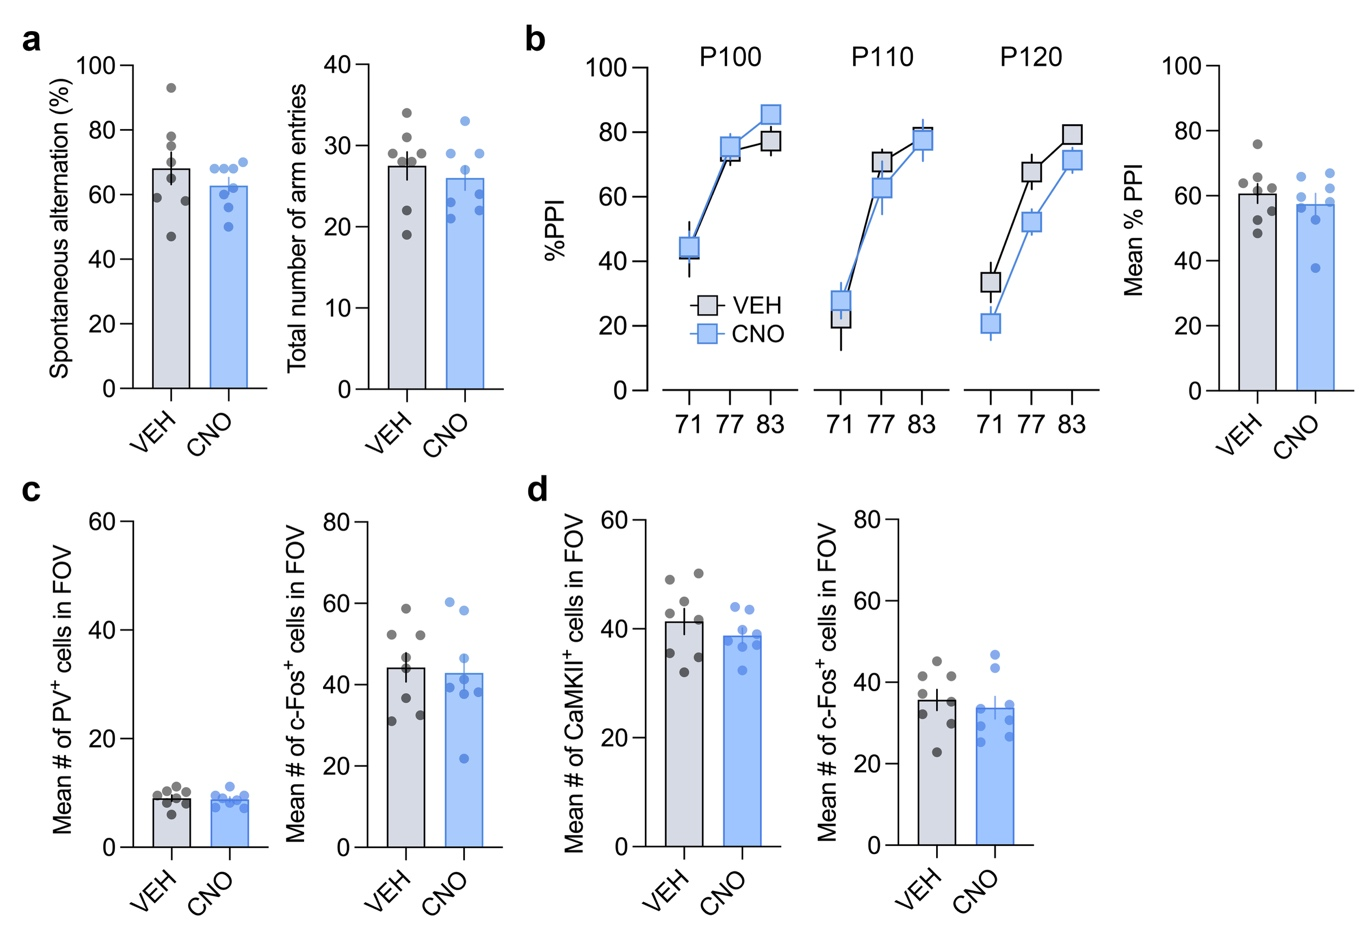 a
Spontaneous alternation (%)
100
80
60
40
20
0
VEH
CNO
Total number of arm entries
40
30
20
10
0
VEH
CNO
b
%PPI
100
80
60
40
20
0
P100
P110
P120
VEH
CNO
71 77 83
71 77 83
71 77 83
Mean % PPI
100
80
60
40
20
0
VEH
CNO
c
Mean # of PV⁺ cells in FOV
60
40
20
0
VEH
CNO
Mean # of c-Fos⁺ cells in FOV
80
60
40
20
0
VEH
CNO
d
Mean # of CaMKII⁺ cells in FOV
60
40
20
0
VEH
CNO
Mean # of c-Fos⁺ cells in FOV
80
60
40
20
0
VEH
CNO